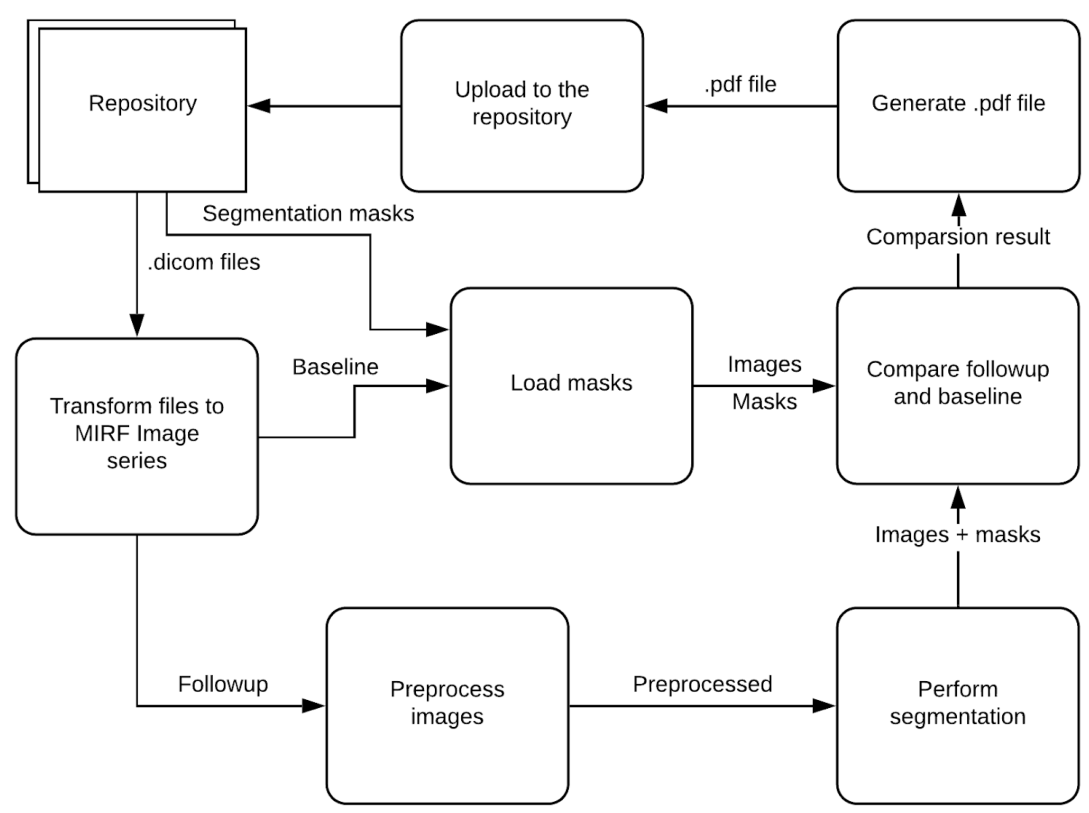 Repository
Upload to the
repository
.pdf file
Generate .pdf file
Segmentation masks
.dicom files
Comparsion result
Transform files to
MIRF Image
series
Baseline
Load masks
Images
Masks
Compare followup
and baseline
Images + masks
Followup
Preprocess
images
Preprocessed
Perform
segmentation